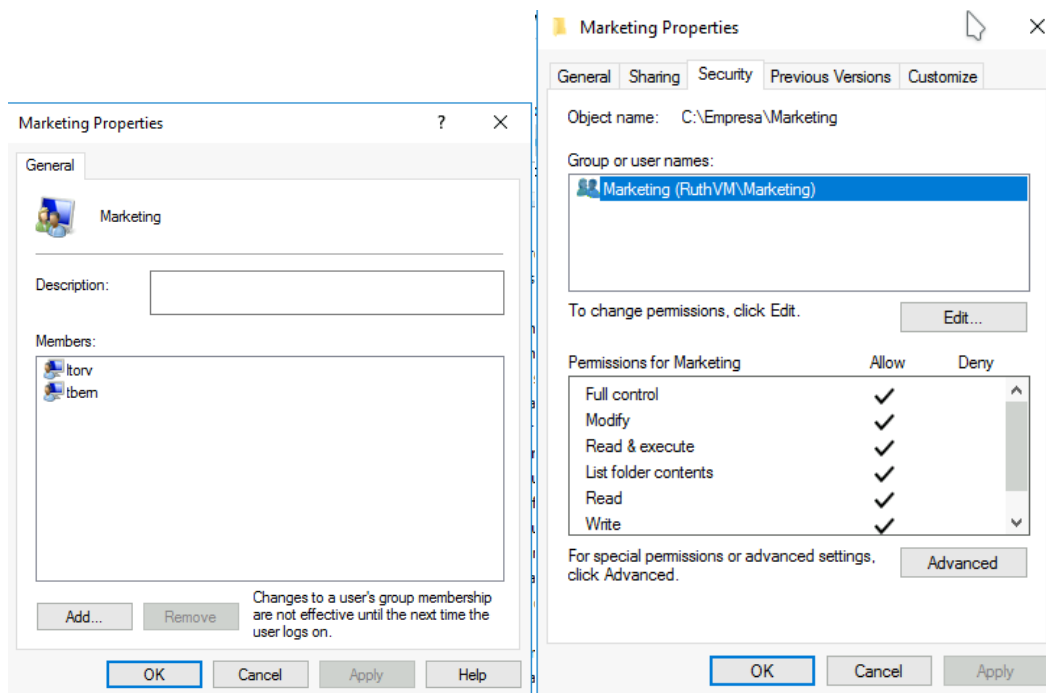 Marketing Properties
?
General
Marketing
Description:
Members:
ltorv
tbern
Add...
Remove
Changes to a user's group membership
are not effective until the next time the
user logs on.
OK
Cancel
Apply
Help
Marketing Properties
General
Sharing
Security
Previous Versions
Customize
Object name: C:\Empresa\Marketing
Group or user names:
Marketing (RuthVM\Marketing)
To change permissions, click Edit.
Edit...
Permissions for Marketing
Allow
Deny
Full control
Modify
Read & execute
List folder contents
Read
Write
For special permissions or advanced settings,
click Advanced.
Advanced
OK
Cancel
Apply